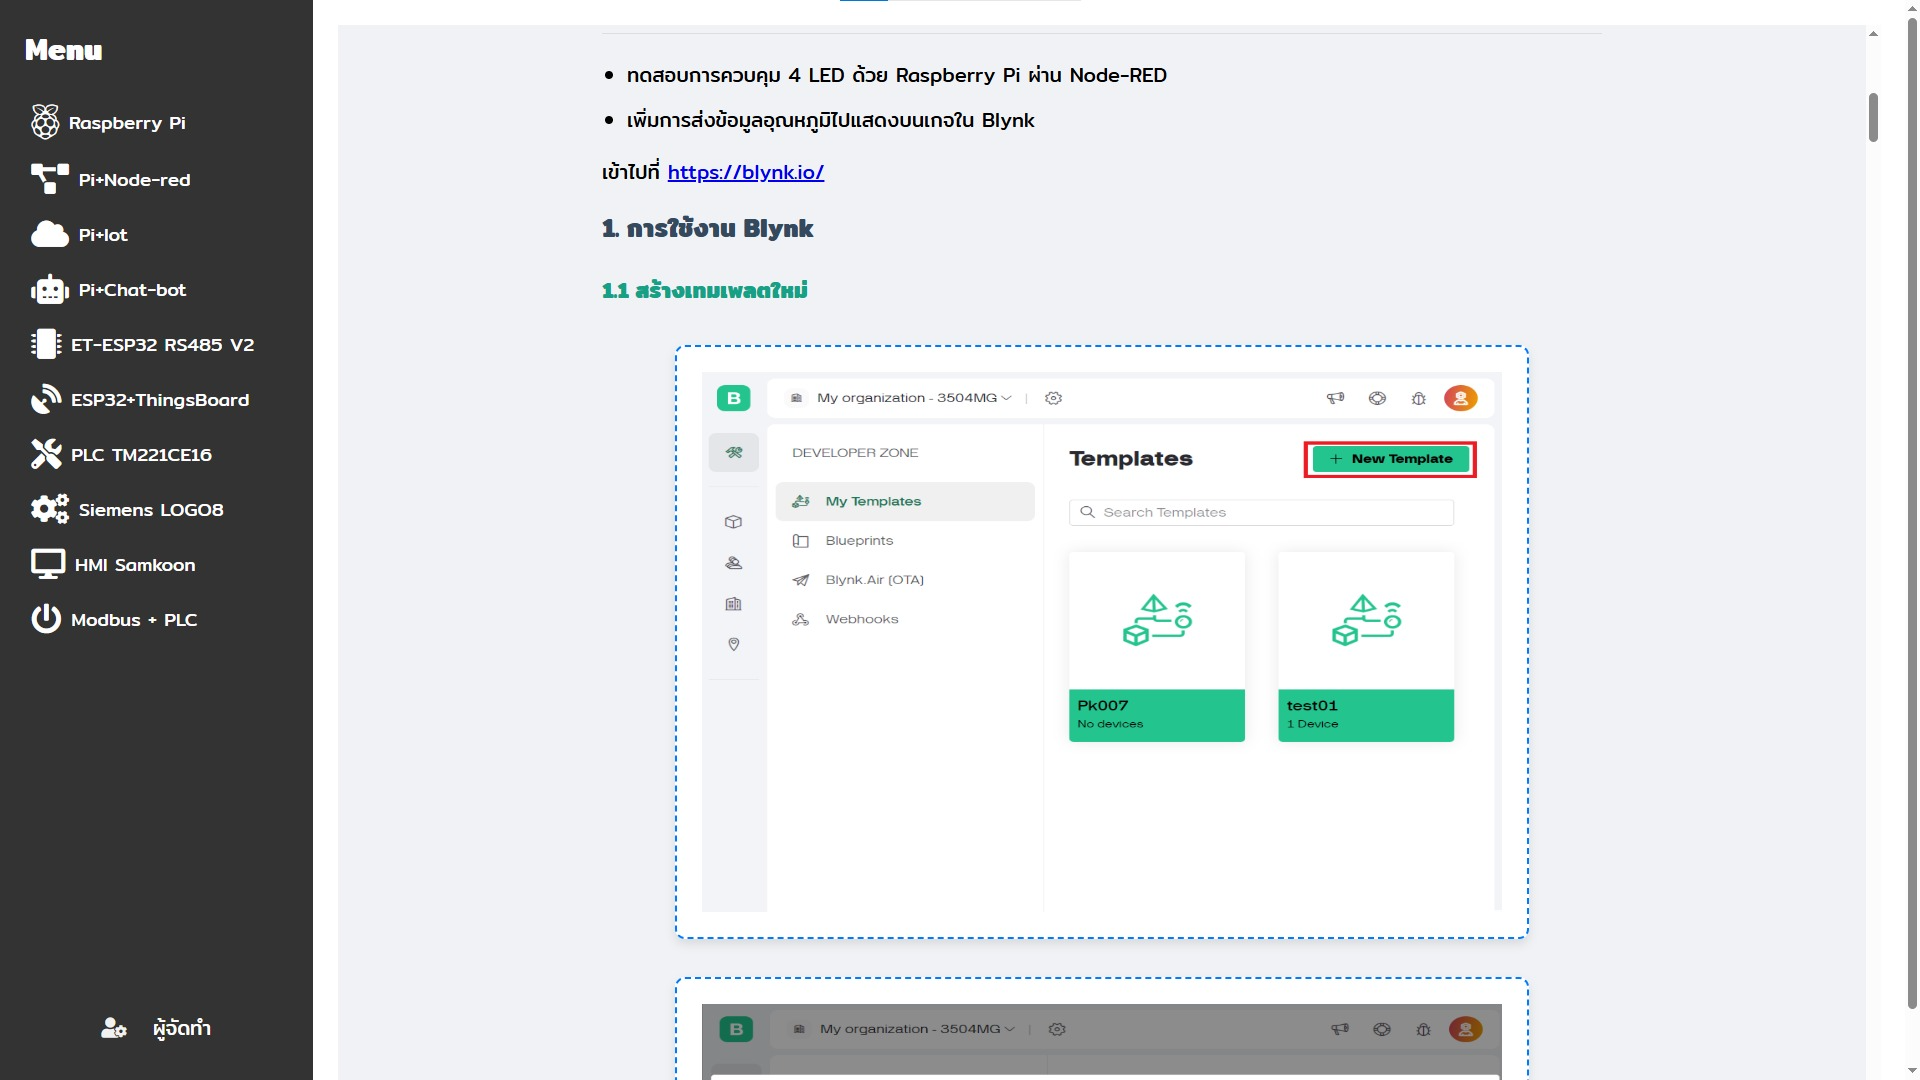 Menu
Raspberry Pi
Pi+Node-red
Pi+Iot
Pi+Chat-bot
ET-ESP32 RS485 V2
ESP32+ThingsBoard
PLC TM221CE16
Siemens LOGO8
HMI Samkoon
Modbus + PLC
ผู้จัดทำ
ทดสอบการควบคุม 4 LED ด้วย Raspberry Pi ผ่าน Node-RED
เพิ่มการส่งข้อมูลอุณหภูมิไปแสดงบนเกจใน Blynk
เข้าไปที่ https://blynk.io/
1. การใช้งาน Blynk
1.1 สร้างเทมเพลตใหม่
B
My organization - 3504MG
DEVELOPER ZONE
My Templates
Blueprints
Blynk.Air (OTA)
Webhooks
Templates
+ New Template
Search Templates
Pk007
No devices
test01
1 Device
B
My organization - 3504MG